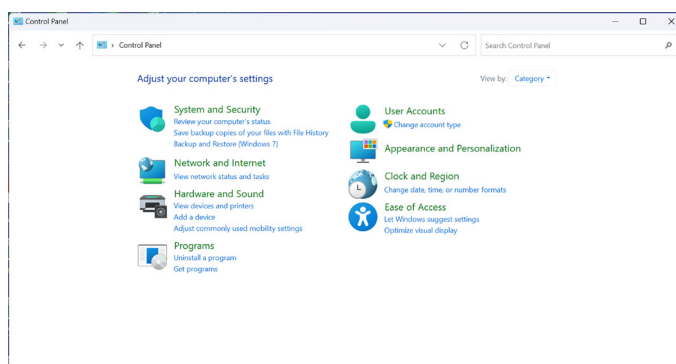 Control Panel
Control Panel
Search Control Panel
Adjust your computer's settings
View by: Category
System and Security
Review your computer's status
Save backup copies of your files with File History
Backup and Restore (Windows 7)
Network and Internet
View network status and tasks
Hardware and Sound
View devices and printers
Add a device
Adjust commonly used mobility settings
Programs
Uninstall a program
Get programs
User Accounts
Change account type
Appearance and Personalization
Clock and Region
Change date, time, or number formats
Ease of Access
Let Windows suggest settings
Optimize visual display